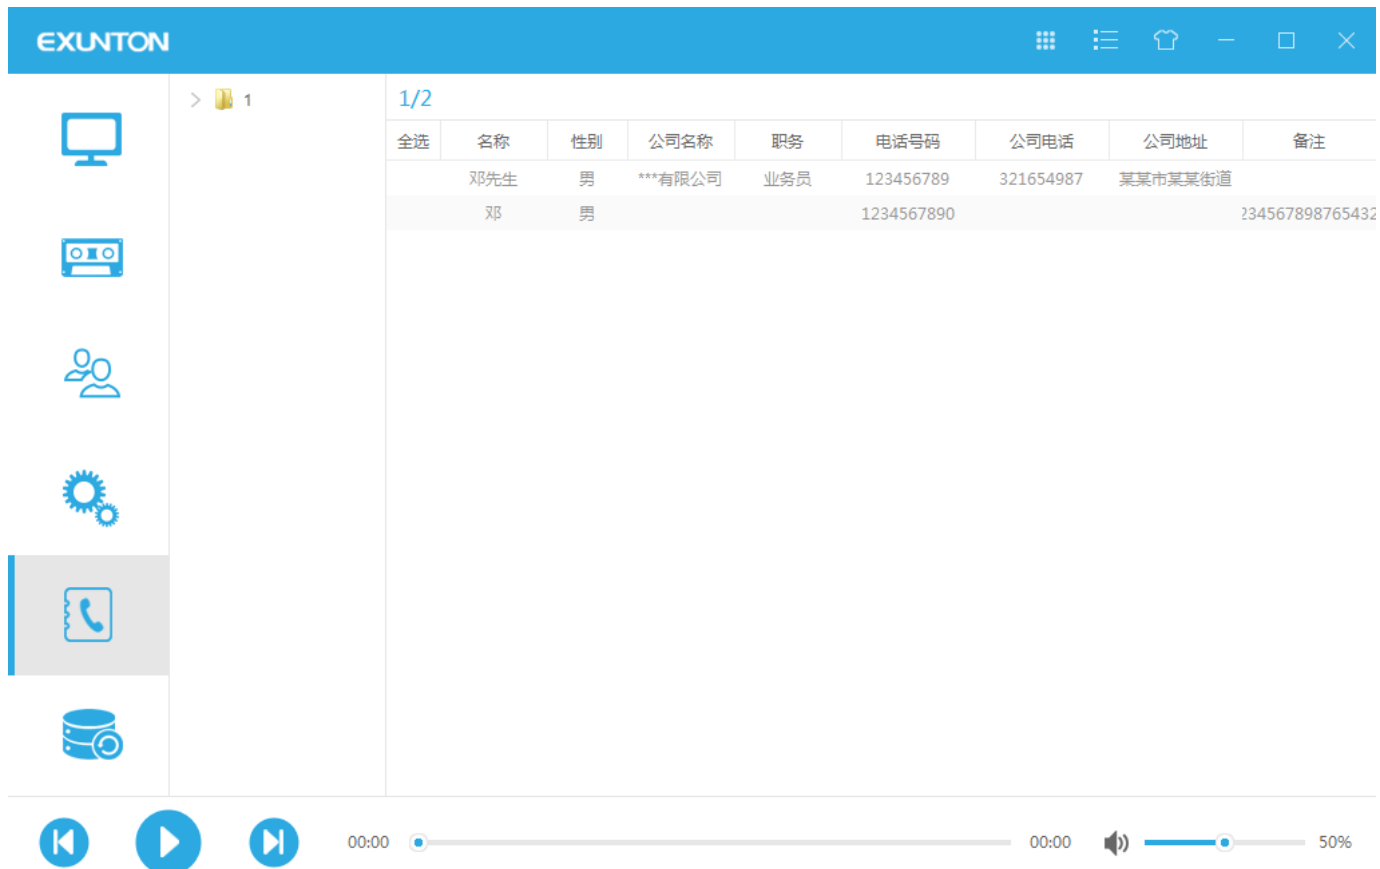 EXUNTON
1
1/2
全选 名称 性别 公司名称 职务 电话号码 公司电话 公司地址 备注
邓先生 男 ***有限公司 业务员 123456789 321654987 某某市某某街道
邓 男 1234567890 234567898765432
00:00 00:00 50%